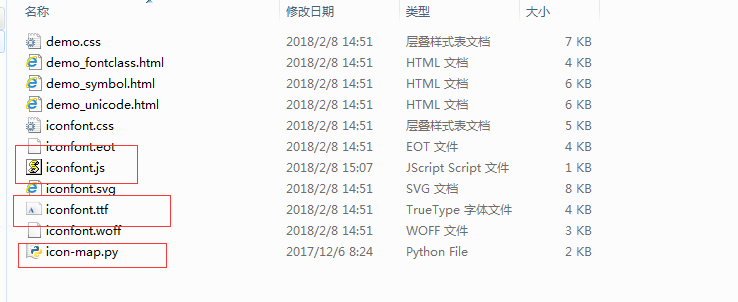 名称 修改日期 类型 大小
demo.css 2018/2/8 14:51 层叠样式表文档 7 KB
demo_fontclass.html 2018/2/8 14:51 HTML 文档 4 KB
demo_symbol.html 2018/2/8 14:51 HTML 文档 6 KB
demo_unicode.html 2018/2/8 14:51 HTML 文档 6 KB
iconfont.css 2018/2/8 14:51 层叠样式表文档 5 KB
iconfont.eot 2018/2/8 14:51 EOT 文件 4 KB
iconfont.js 2018/2/8 15:07 JScript Script 文件 1 KB
iconfont.svg 2018/2/8 14:51 SVG 文档 8 KB
iconfont.ttf 2018/2/8 14:51 TrueType 字体文件 4 KB
iconfont.woff 2018/2/8 14:51 WOFF 文件 3 KB
icon-map.py 2017/12/6 8:24 Python File 2 KB